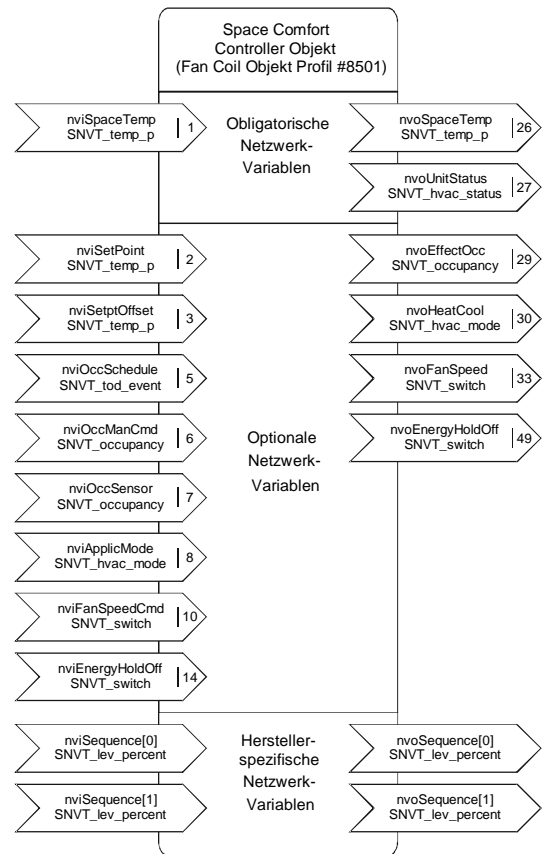 Space Comfort
Controller Objekt
(Fan Coil Objekt Profil #8501)
nviSpaceTemp
SNVT_temp_p
1
Obligatorische
Netzwerk-
Variablen
nvoSpaceTemp
SNVT_temp_p
26
nvoUnitStatus
SNVT_hvac_status
27
nviSetPoint
SNVT_temp_p
2
nviSetptOffset
SNVT_temp_p
3
nviOccSchedule
SNVT_tod_event
5
nviOccManCmd
SNVT_occupancy
6
nviOccSensor
SNVT_occupancy
7
nviApplicMode
SNVT_hvac_mode
8
nviFanSpeedCmd
SNVT_switch
10
nviEnergyHoldOff
SNVT_switch
14
Optionale
Netzwerk-
Variablen
nvoEffectOcc
SNVT_occupancy
29
nvoHeatCool
SNVT_hvac_mode
30
nvoFanSpeed
SNVT_switch
33
nvoEnergyHoldOff
SNVT_switch
49
nviSequence[0]
SNVT_lev_percent
nviSequence[1]
SNVT_lev_percent
Hersteller-
spezifische
Netzwerk-
Variablen
nvoSequence[0]
SNVT_lev_percent
nvoSequence[1]
SNVT_lev_percent